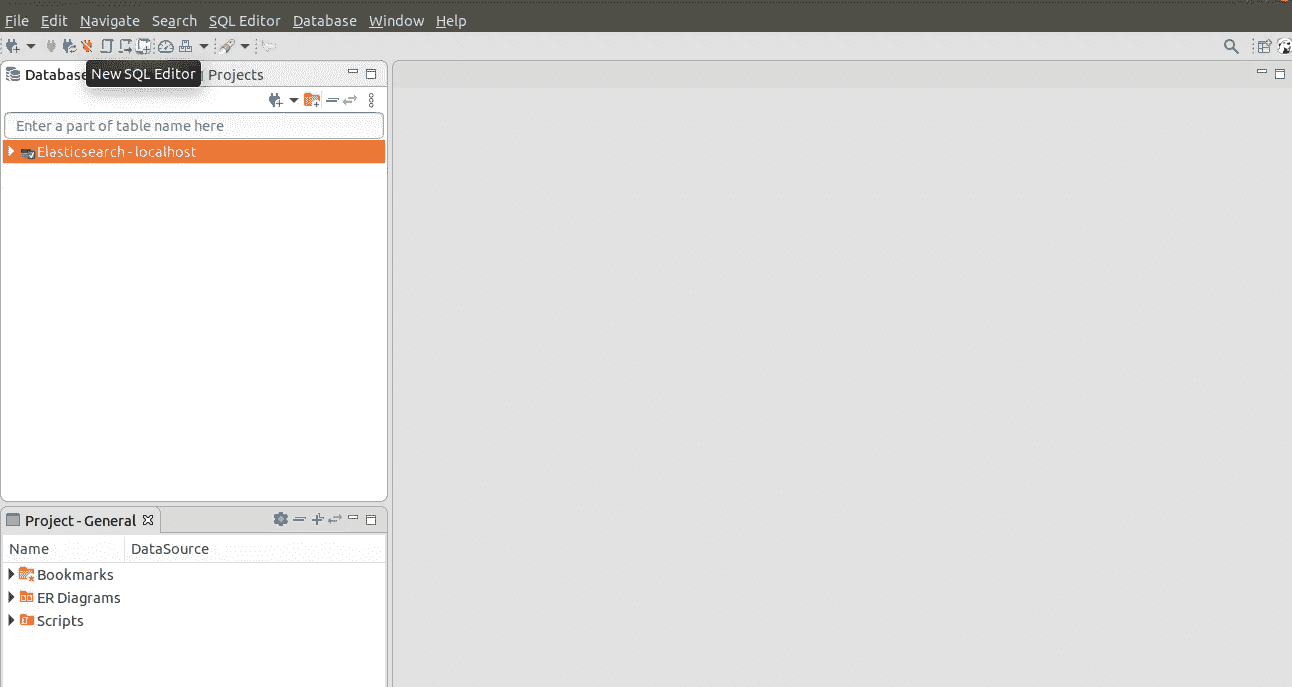 File Edit Navigate Search SQL Editor Database Window Help
Database New SQL Editor Projects
Enter a part of table name here
Elasticsearch - localhost
Project - General
Name DataSource
Bookmarks
ER Diagrams
Scripts